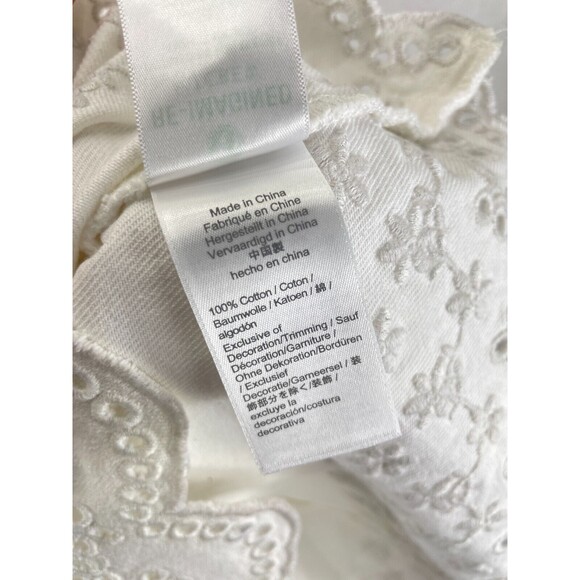 RE-IMAGINED
Made in China
Fabriqué en Chine
Hergestellt in China
Vervaardigd in China
中国製
hecho en china
100% Cotton / Coton /
Baumwolle / Katoen / 綿 /
algodón
Exclusive of
Decoration/Trimming / Sauf
Décoration/Garniture /
Ohne Dekoration/Bordüren
/ Exclusief
Decoratie/Garneersel / 装
飾部分を除く/装飾 /
excluye la
decoración/costura
decorativa